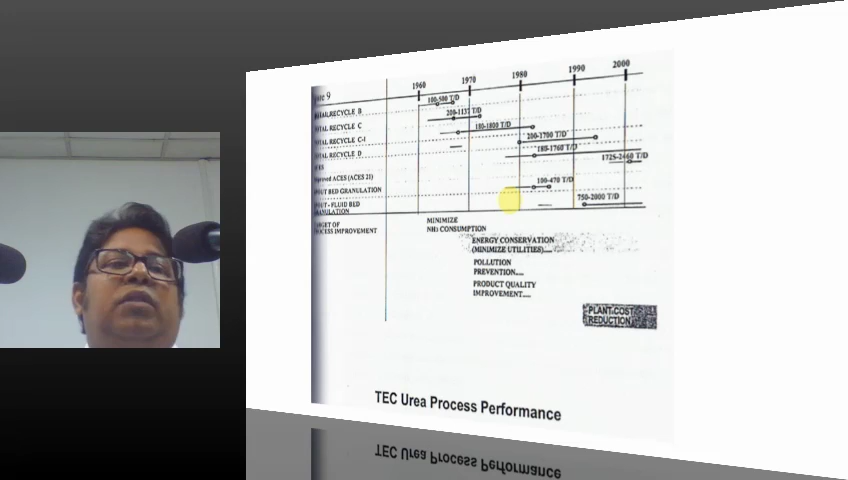 1960 1970 1980 1990 2000
9
100-500 T/D
RECYCLE B
200-1137 T/D
TOTAL RECYCLE C
180-1800 T/D
TOTAL RECYCLE C-I
200-1700 T/D
TOTAL RECYCLE D
180-1760 T/D
ACES
1725-2460 T/D
ACES (ACES 21)
100-470 T/D
SPOUT BED GRANULATION
750-2000 T/D
SPOUT - FLUID BED
GRANULATION
TARGET OF
PROCESS IMPROVEMENT
MINIMIZE
NH3 CONSUMPTION
ENERGY CONSERVATION
(MINIMIZE UTILITIES)....
POLLUTION
PREVENTION....
PRODUCT QUALITY
IMPROVEMENT....
PLANT COST
REDUCTION
TEC Urea Process Performance